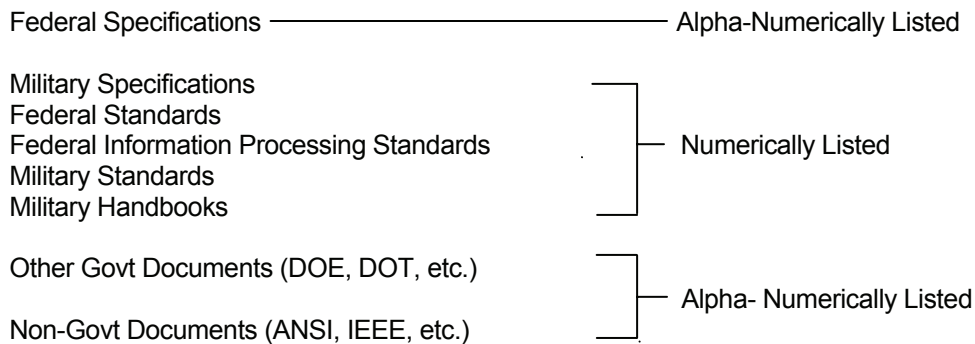 Federal Specifications Alpha-Numerically Listed
Military Specifications
Federal Standards
Federal Information Processing Standards Numerically Listed
Military Standards
Military Handbooks
Other Govt Documents (DOE, DOT, etc.)
Alpha- Numerically Listed
Non-Govt Documents (ANSI, IEEE, etc.)